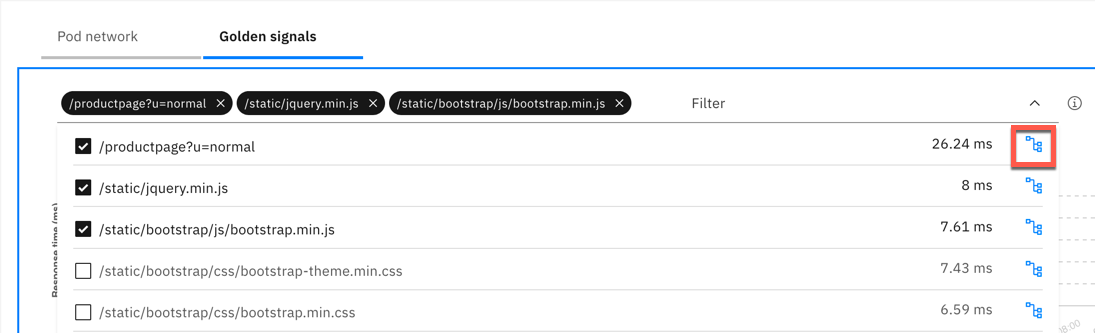 Pod network
Golden signals
/productpage?u=normal × /static/jquery.min.js × /static/bootstrap/js/bootstrap.min.js × Filter
/productpage?u=normal 26.24 ms
/static/jquery.min.js 8 ms
/static/bootstrap/js/bootstrap.min.js 7.61 ms
/static/bootstrap/css/bootstrap-theme.min.css 7.43 ms
/static/bootstrap/css/bootstrap.min.css 6.59 ms
Response time (ms)
18:00